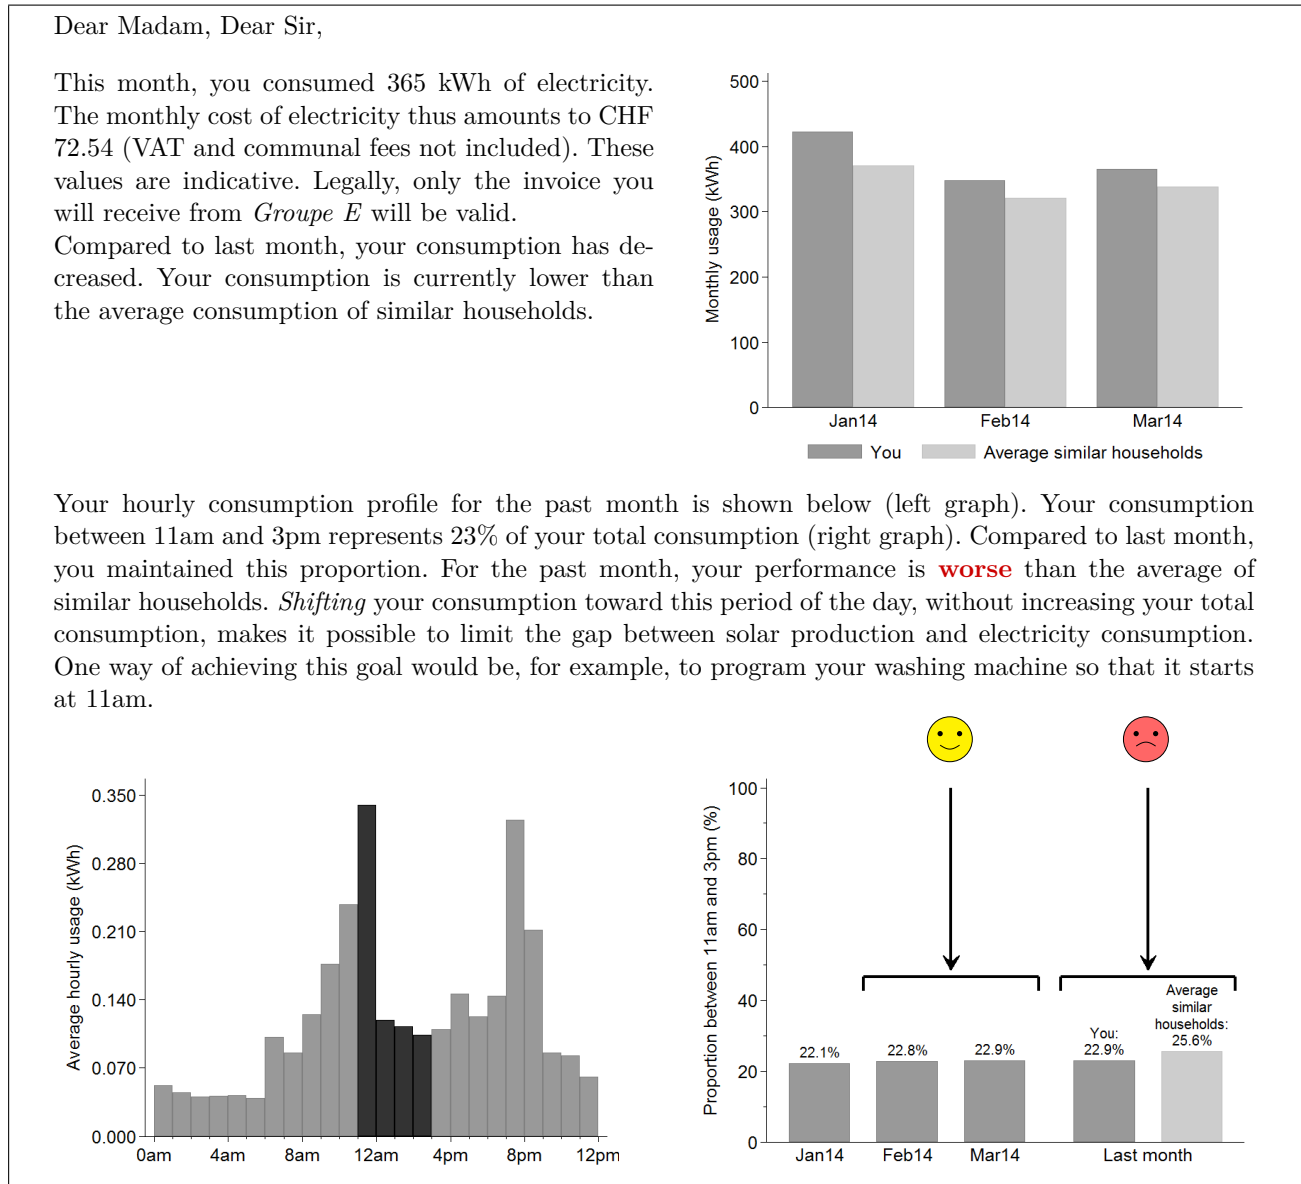 Dear Madam, Dear Sir,
This month, you consumed 365 kWh of electricity.
The monthly cost of electricity thus amounts to CHF
72.54 (VAT and communal fees not included). These
values are indicative. Legally, only the invoice you
will receive from Groupe E will be valid.
Compared to last month, your consumption has de-
creased. Your consumption is currently lower than
the average consumption of similar households.
Monthly usage (kWh)
500
400
300
200
100
0
Jan14 Feb14 Mar14
You Average similar households
Your hourly consumption profile for the past month is shown below (left graph). Your consumption
between 11am and 3pm represents 23% of your total consumption (right graph). Compared to last month,
you maintained this proportion. For the past month, your performance is worse than the average of
similar households. Shifting your consumption toward this period of the day, without increasing your total
consumption, makes it possible to limit the gap between solar production and electricity consumption.
One way of achieving this goal would be, for example, to program your washing machine so that it starts
at 11am.
Average hourly usage (kWh)
0.350
0.280
0.210
0.140
0.070
0.000
0am 4am 8am 12am 4pm 8pm 12pm
Proportion between 11am and 3pm (%)
100
80
60
40
20
0
22.1% 22.8% 22.9%
You:
22.9%
Average
similar
households:
25.6%
Jan14 Feb14 Mar14 Last month